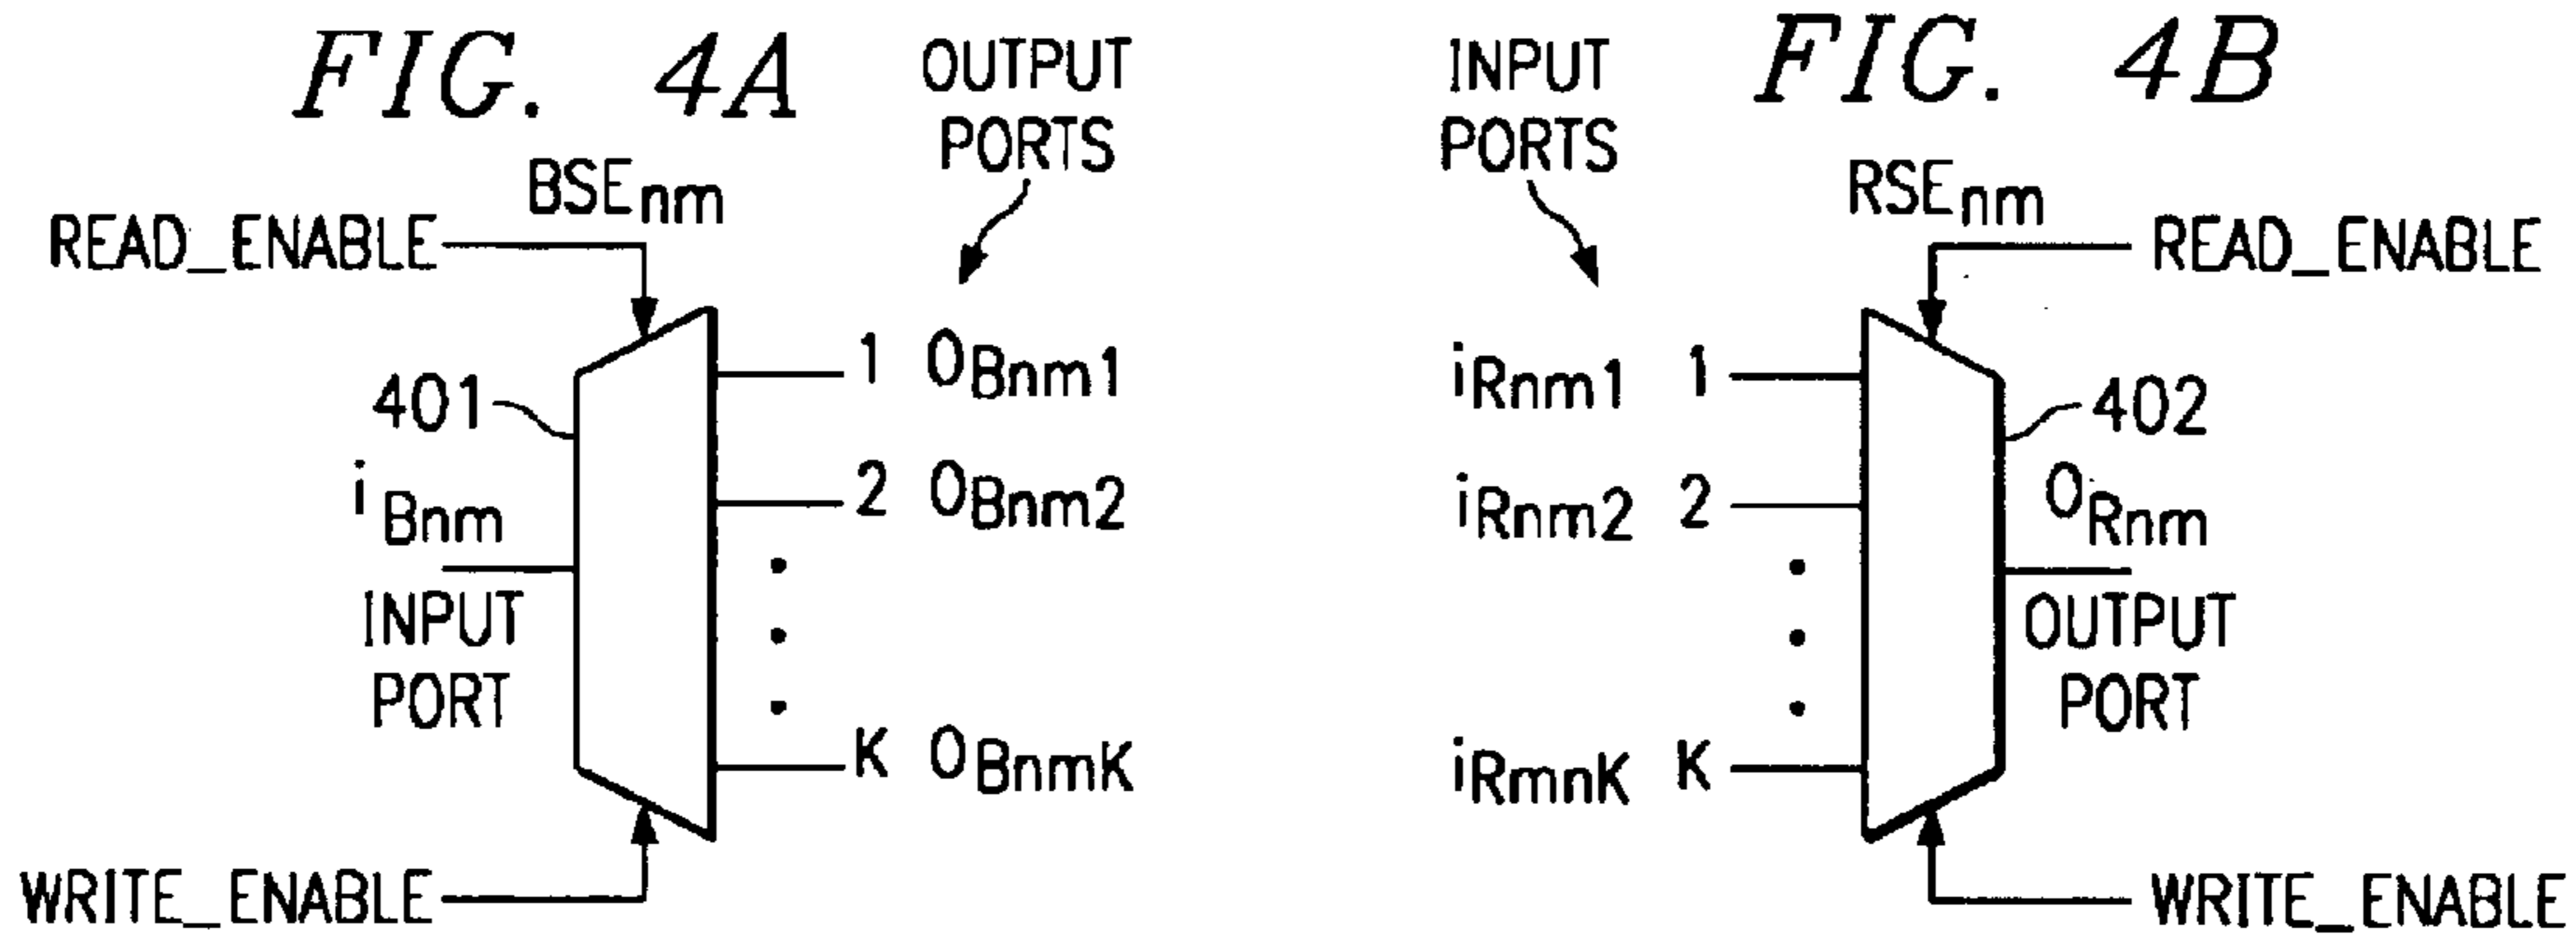 FIG. 4A
OUTPUT
PORTS
BSEnm
READ_ENABLE
401
1 OBnm1
iBnm
2 OBnm2
INPUT
PORT
K OBnmK
WRITE_ENABLE
INPUT
PORTS
FIG. 4B
RSEnm
READ_ENABLE
iRnm1 1
402
iRnm2 2
ORnm
OUTPUT
PORT
iRmnK K
WRITE_ENABLE